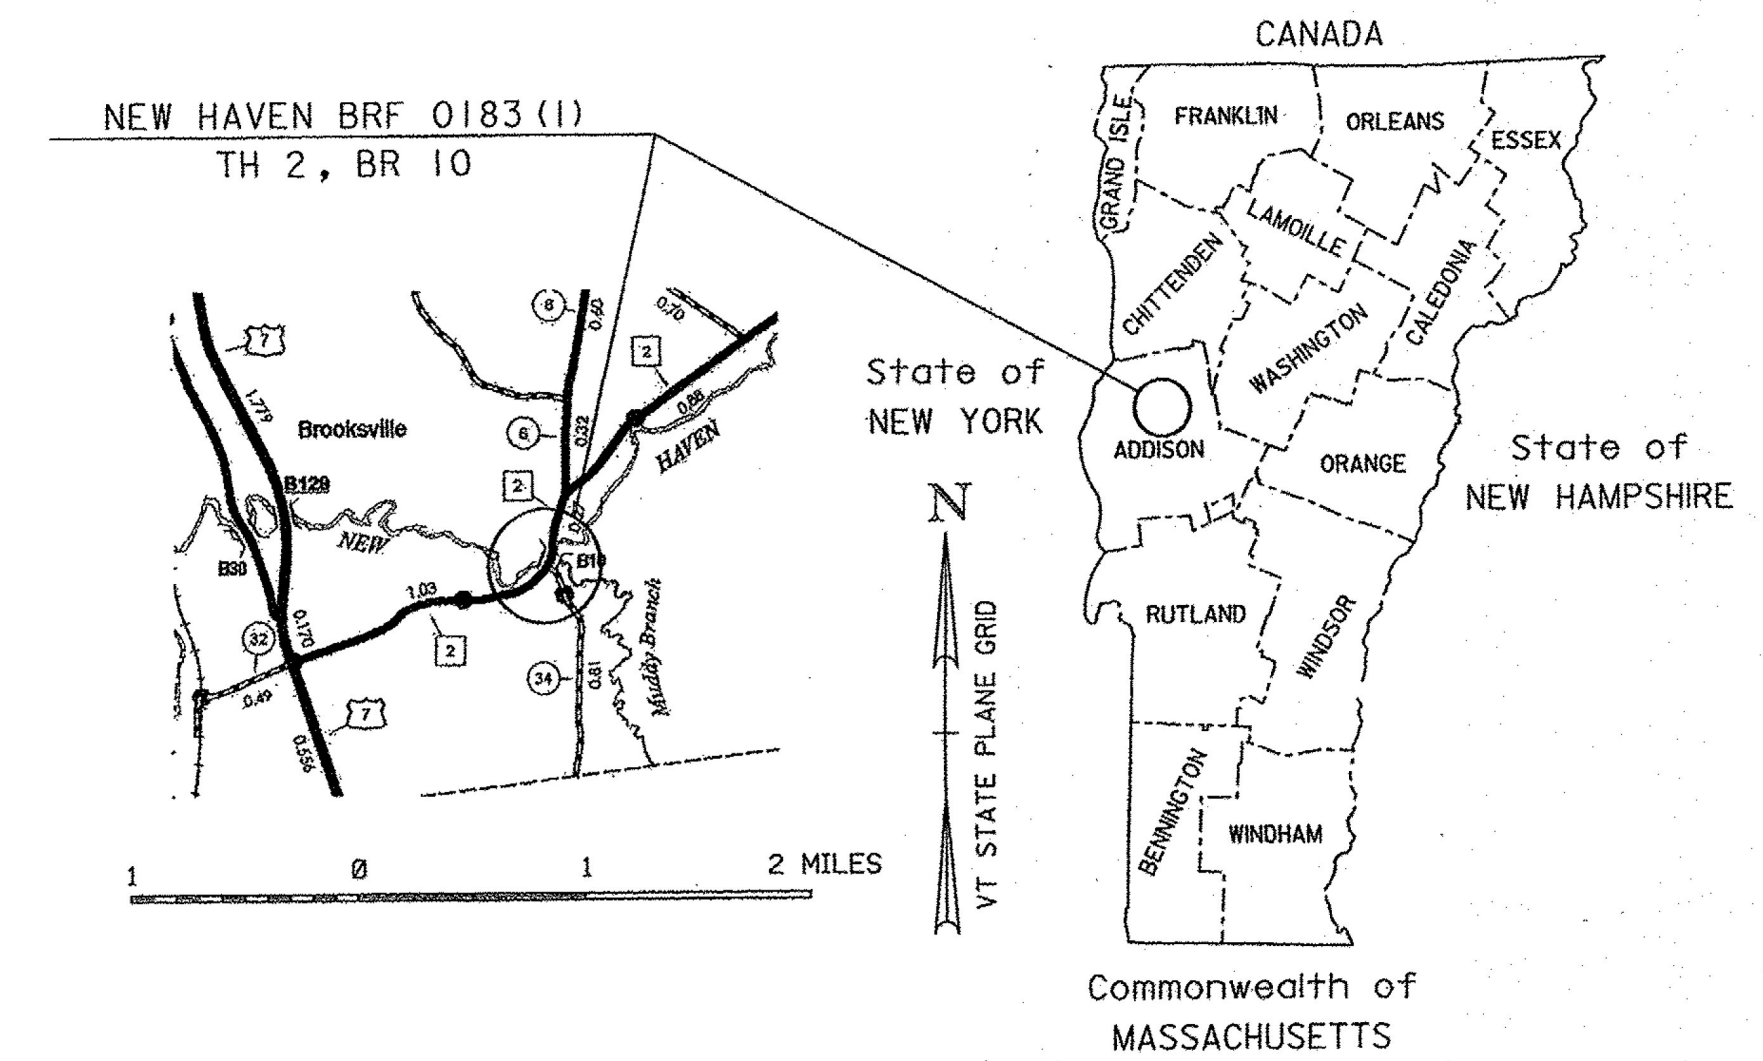 NEW HAVEN BRF 0183(1)
TH 2, BR 10
7
1.779
Brooksville
B129
B30
NEW
8
0.60
0.70
2
0.88
6
0.32
HAVEN
2
1.03
2
32
0.170
0.49
34
0.81
Muddy Branch
7
0.556
1 0 1 2 MILES
N
VT STATE PLANE GRID
CANADA
GRAND ISLE
FRANKLIN
ORLEANS
ESSEX
LAMOILLE
CHITTENDEN
CALEDONIA
WASHINGTON
State of
NEW YORK
ADDISON
ORANGE
State of
NEW HAMPSHIRE
RUTLAND
WINDSOR
BENNINGTON
WINDHAM
Commonwealth of
MASSACHUSETTS